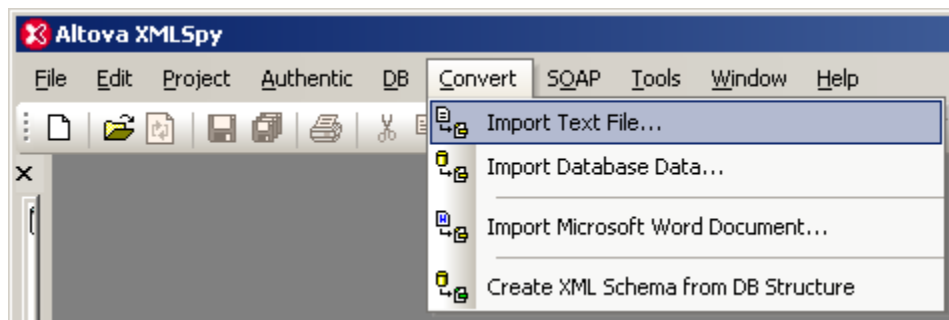 Altova XMLSpy
File Edit Project Authentic DB Convert SOAP Tools Window Help
Import Text File...
Import Database Data...
Import Microsoft Word Document...
Create XML Schema from DB Structure